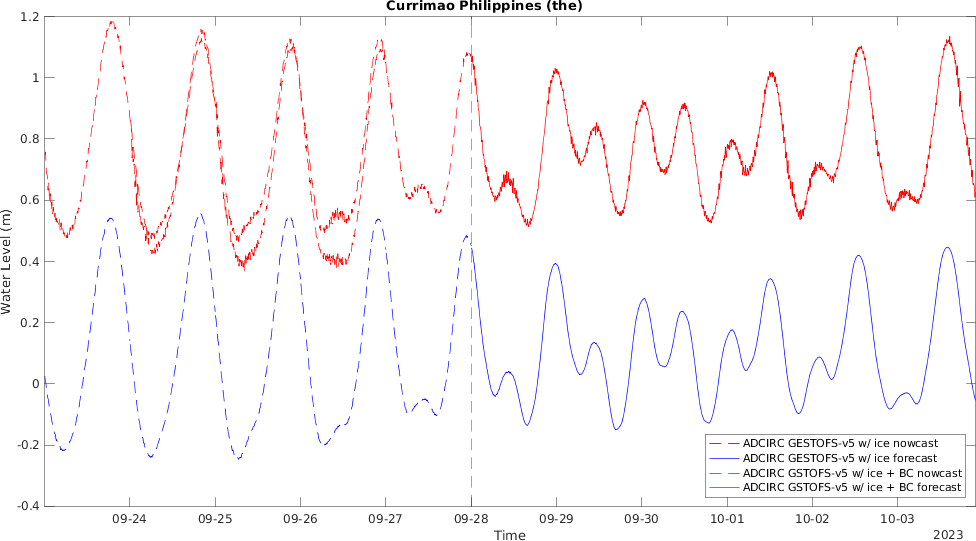 Currimao Philippines (the)
Water Level (m)
1.2
1
0.8
0.6
0.4
0.2
0
-0.2
-0.4
ADCIRC GESTOFS-v5 w/ ice nowcast
ADCIRC GESTOFS-v5 w/ ice forecast
ADCIRC GSTOFS-v5 w/ ice + BC nowcast
ADCIRC GSTOFS-v5 w/ ice + BC forecast
09-24 09-25 09-26 09-27 09-28 09-29 09-30 10-01 10-02 10-03
Time
2023